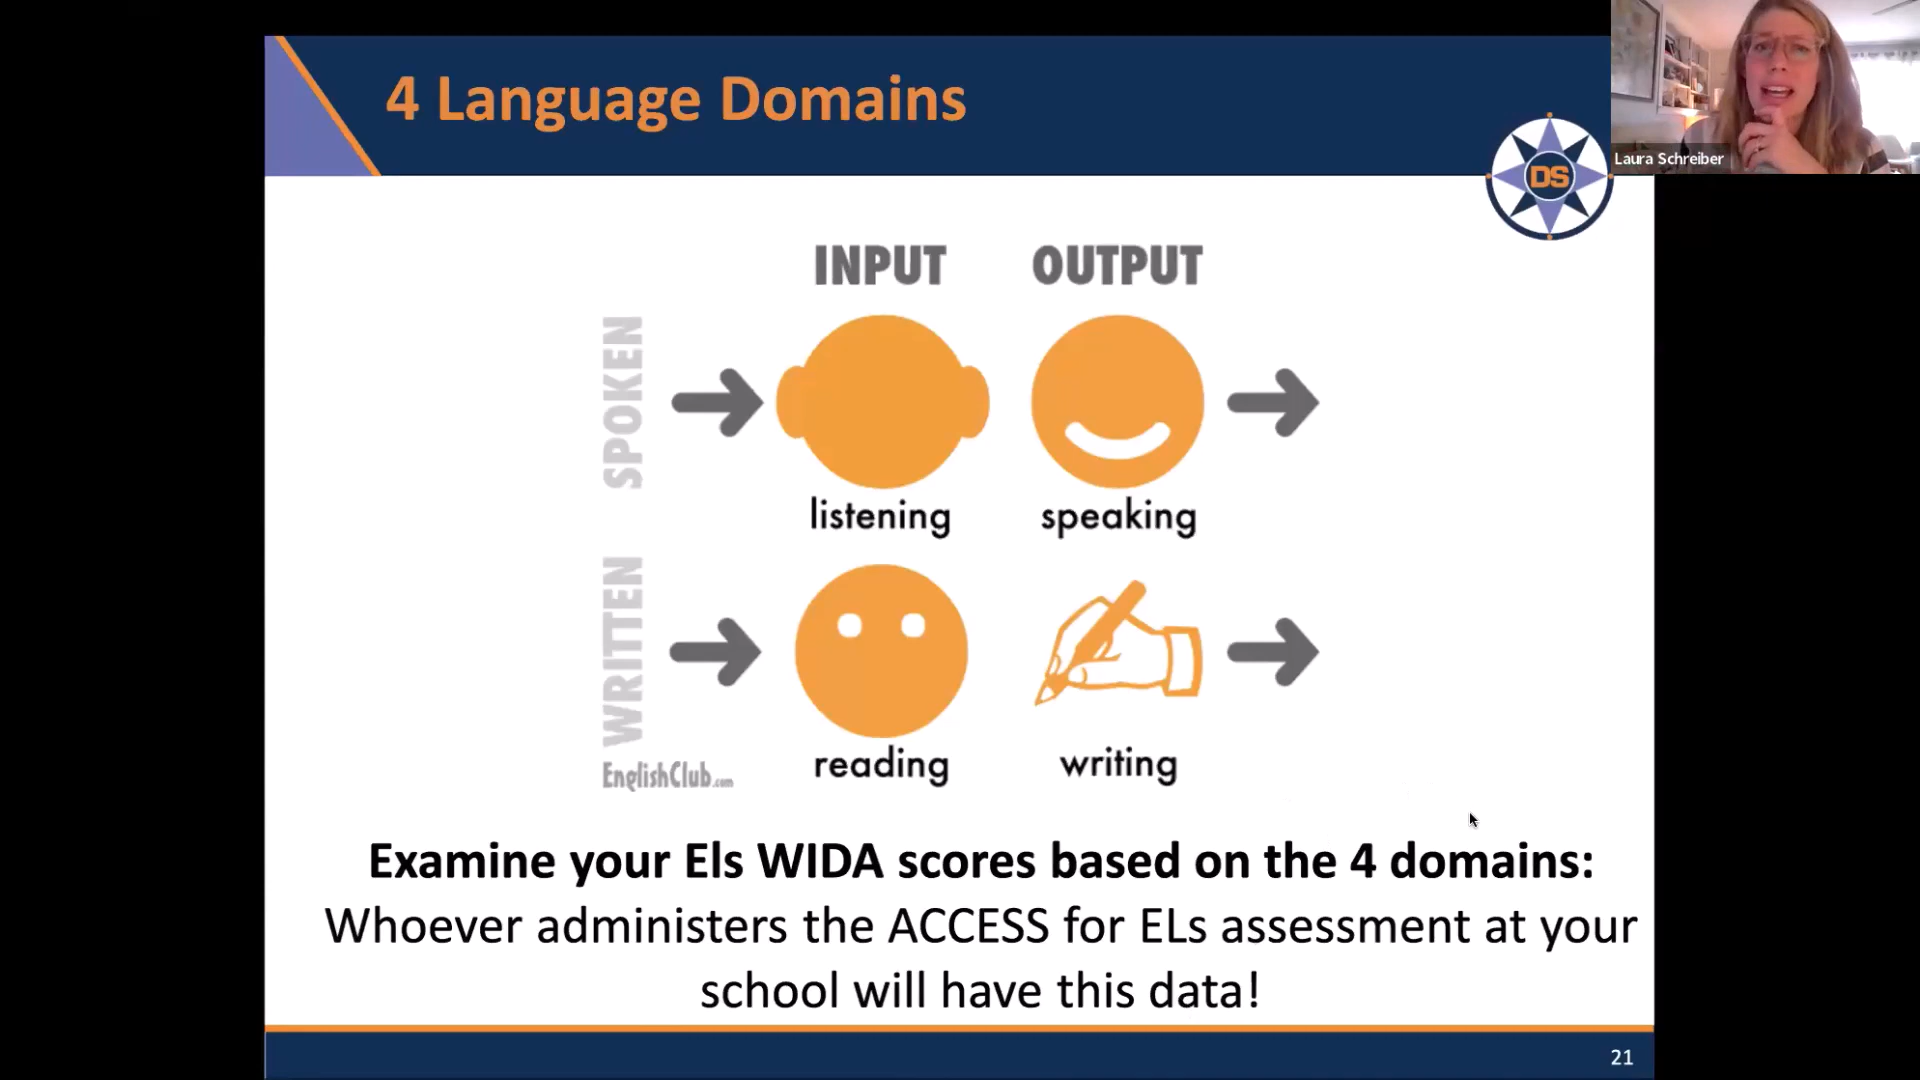 4 Language Domains
Laura Schreiber
DS
INPUT OUTPUT
SPOKEN
listening speaking
WRITTEN
reading writing
EnglishClub.com
Examine your Els WIDA scores based on the 4 domains:
Whoever administers the ACCESS for ELs assessment at your
school will have this data!
21